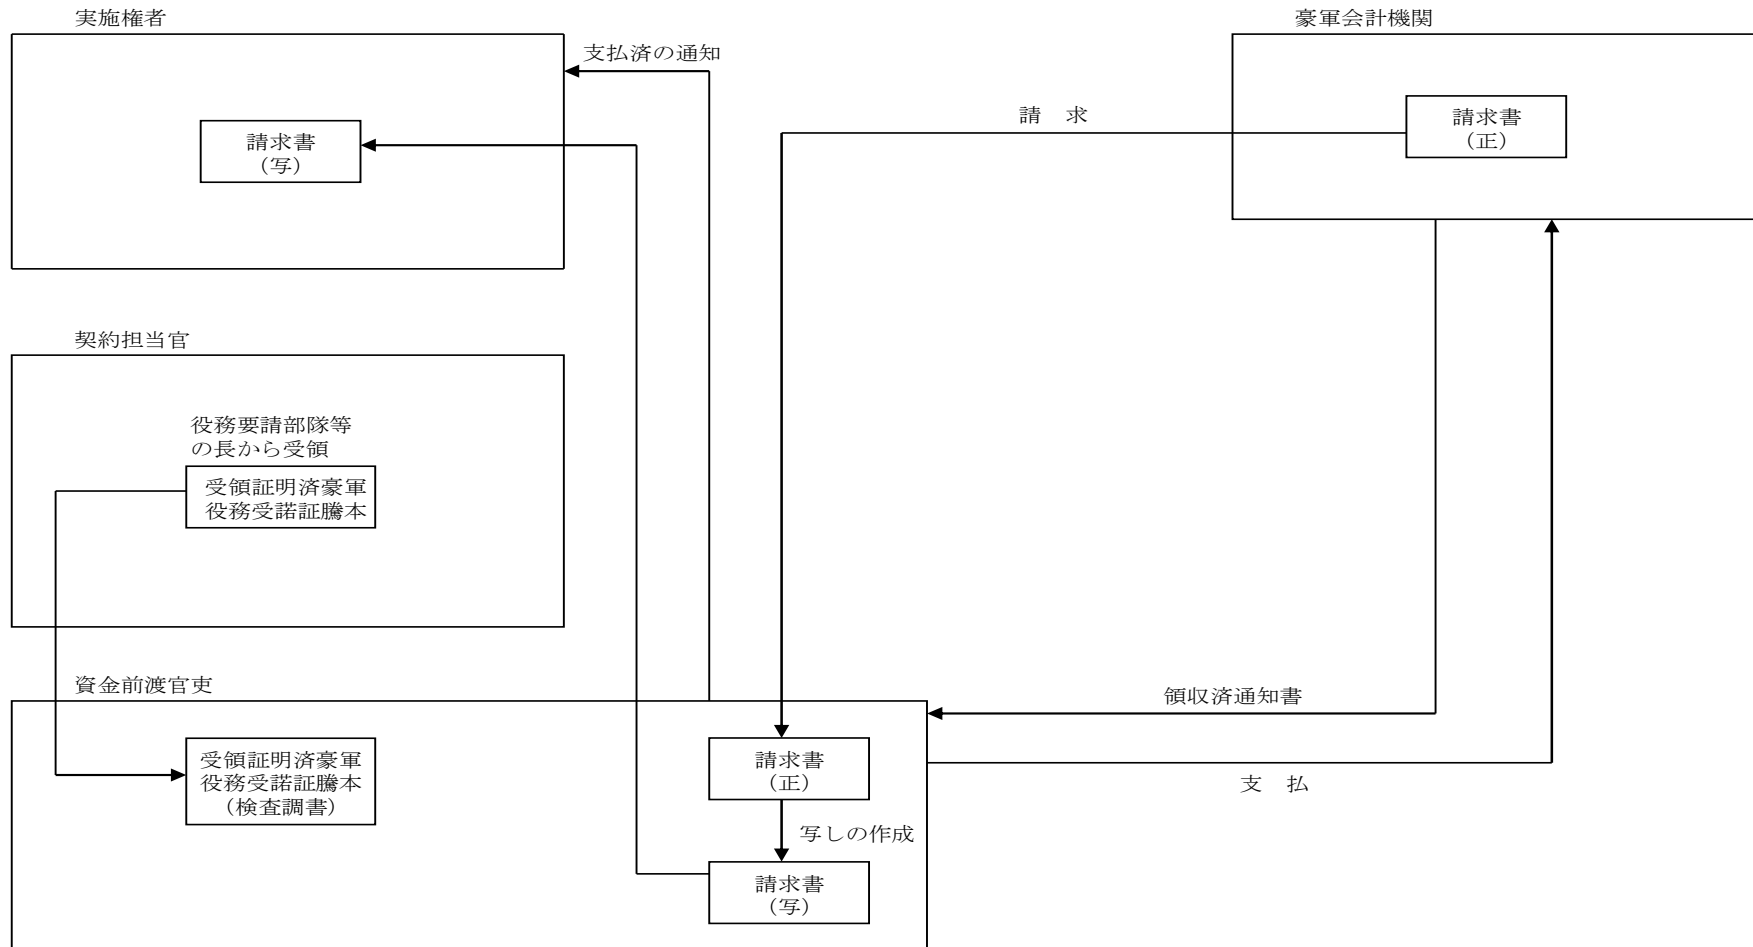 実施権者
豪軍会計機関
支払済の通知
請　求
請求書
（正）
請求書
（写）
契約担当官
役務要請部隊等
の長から受領
受領証明済豪軍
役務受諾証騰本
資金前渡官吏
領収済通知書
受領証明済豪軍
役務受諾証騰本
（検査調書）
請求書
（正）
支　払
写しの作成
請求書
（写）